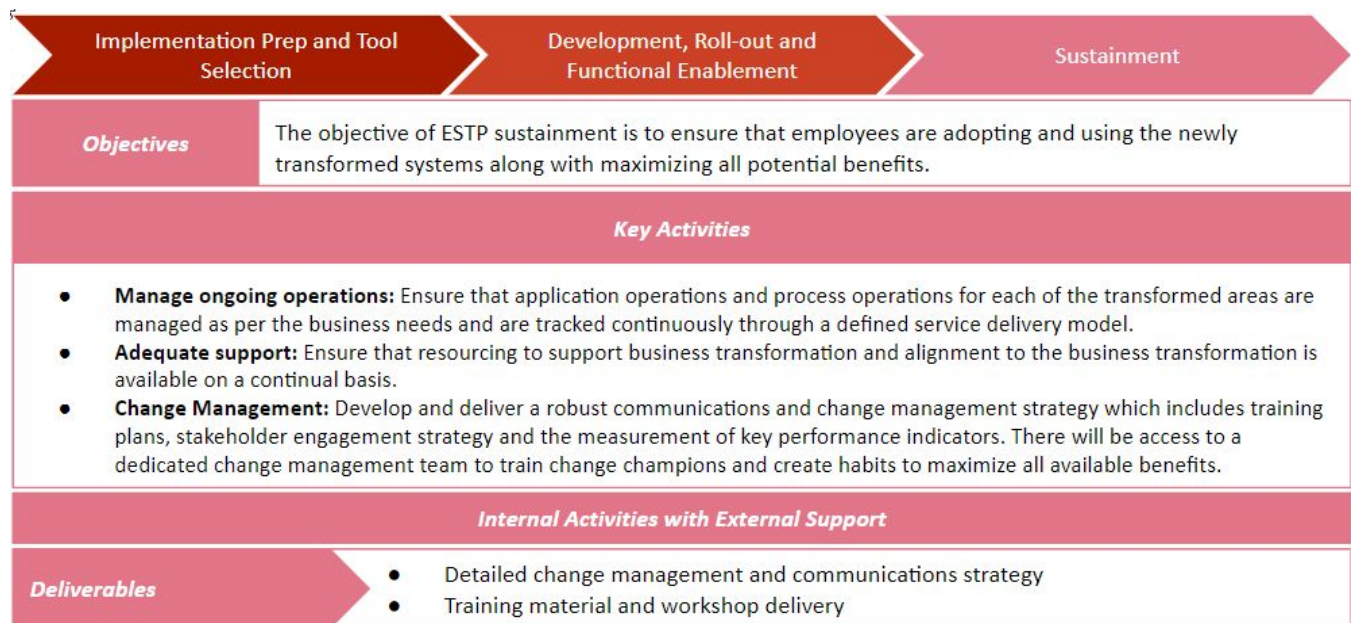 Implementation Prep and Tool
Selection
Development, Roll-out and
Functional Enablement
Sustainment
Objectives
The objective of ESTP sustainment is to ensure that employees are adopting and using the newly
transformed systems along with maximizing all potential benefits.
Key Activities
● Manage ongoing operations: Ensure that application operations and process operations for each of the transformed areas are
managed as per the business needs and are tracked continuously through a defined service delivery model.
● Adequate support: Ensure that resourcing to support business transformation and alignment to the business transformation is
available on a continual basis.
● Change Management: Develop and deliver a robust communications and change management strategy which includes training
plans, stakeholder engagement strategy and the measurement of key performance indicators. There will be access to a
dedicated change management team to train change champions and create habits to maximize all available benefits.
Internal Activities with External Support
Deliverables
● Detailed change management and communications strategy
● Training material and workshop delivery